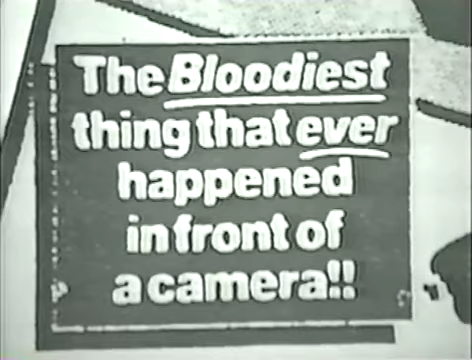 The Bloodiest
thing that ever
happened
in front of
a camera!!